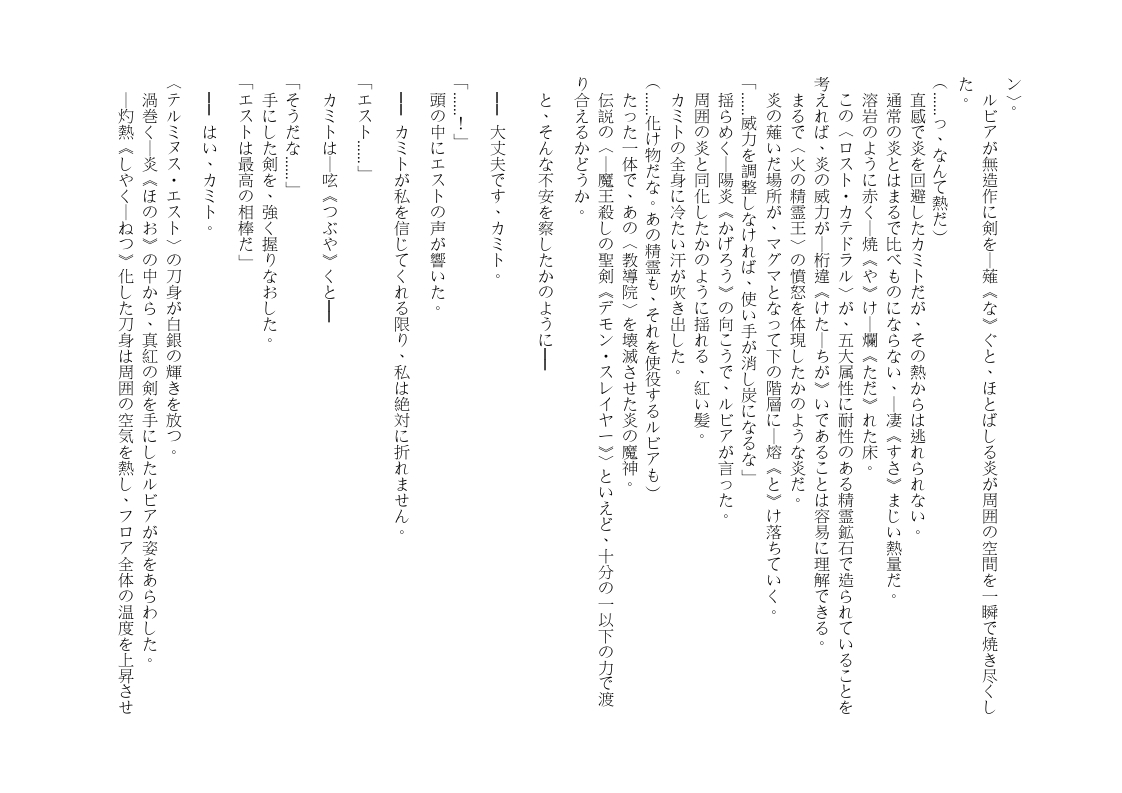 ン〉。
　ルビアが無造作に剣を―薙《な》ぐと、ほとばしる炎が周囲の空間を一瞬で焼き尽くし
た。
（……っ、なんて熱だ）
　直感で炎を回避したカミトだが、その熱からは逃れられない。
　通常の炎とはまるで比べものにならない、―凄《すさ》まじい熱量だ。
　溶岩のように赤く―焼《や》け―爛《ただ》れた床。
　この〈ロスト・カテドラル〉が、五大属性に耐性のある精霊鉱石で造られていることを
考えれば、炎の威力が―桁違《けた―ちが》いであることは容易に理解できる。
　まるで〈火の精霊王〉の憤怒を体現したかのような炎だ。
　炎の薙いだ場所が、マグマとなって下の階層に―熔《と》け落ちていく。
「……威力を調整しなければ、使い手が消し炭になるな」
　揺らめく―陽炎《かげろう》の向こうで、ルビアが言った。
　周囲の炎と同化したかのように揺れる、紅い髪。
　カミトの全身に冷たい汗が吹き出した。
（……化け物だな。あの精霊も、それを使役するルビアも）
　たった一体で、あの〈教導院〉を壊滅させた炎の魔神。
　伝説の〈―魔王殺しの聖剣《デモン・スレイヤー》〉といえど、十分の一以下の力で渡
り合えるかどうか。
　と、そんな不安を察したかのように――
　―― 大丈夫です、カミト。
「……！」
　頭の中にエストの声が響いた。
　―― カミトが私を信じてくれる限り、私は絶対に折れません。
「エスト……」
　カミトは―呟《つぶや》くと――
「そうだな……」
　手にした剣を、強く握りなおした。
「エストは最高の相棒だ」
　―― はい、カミト。
〈テルミヌス・エスト〉の刀身が白銀の輝きを放つ。
　渦巻く―炎《ほのお》の中から、真紅の剣を手にしたルビアが姿をあらわした。
　―灼熱《しやく―ねつ》化した刀身は周囲の空気を熱し、フロア全体の温度を上昇させ